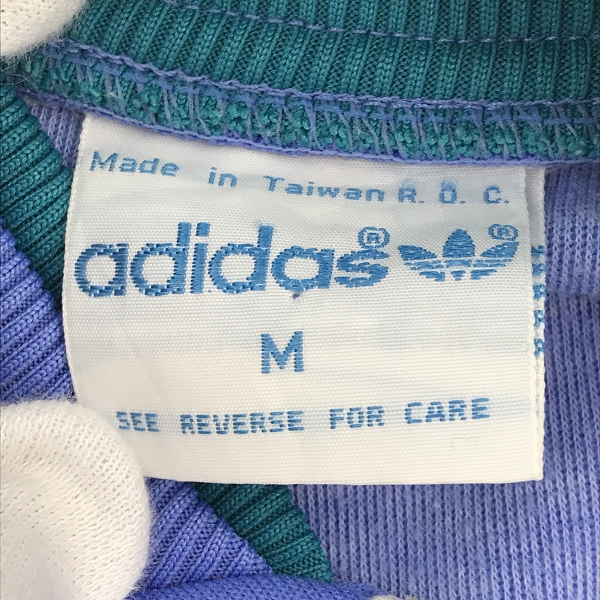 Made in Taiwan R. O. C.
adidas® ®
M
SEE REVERSE FOR CARE